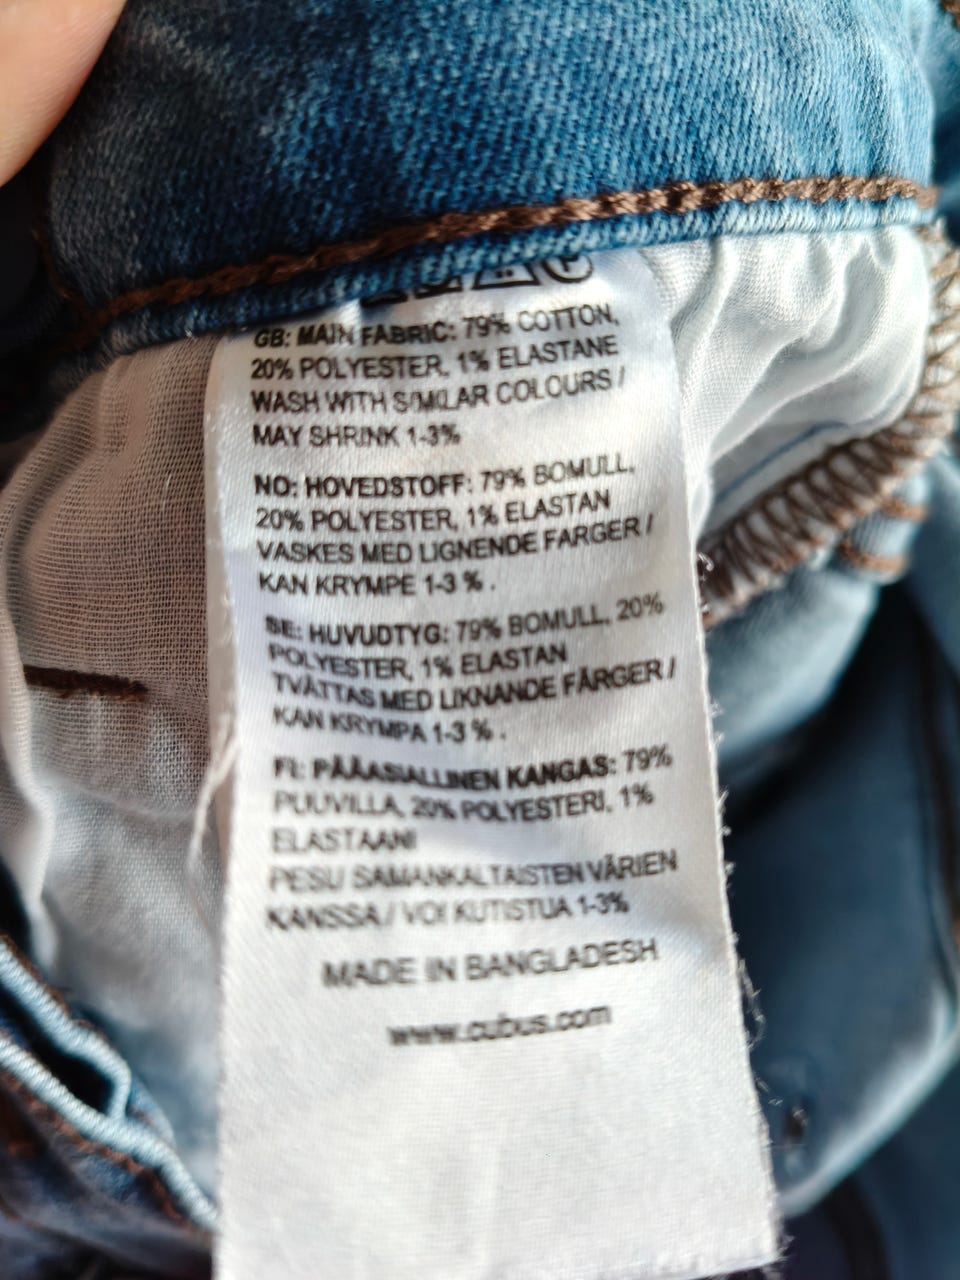 GB: MAIN FABRIC: 79% COTTON,
20% POLYESTER, 1% ELASTANE
WASH WITH SIMILAR COLOURS /
MAY SHRINK 1-3%
NO: HOVEDSTOFF: 79% BOMULL,
20% POLYESTER, 1% ELASTAN
VASKES MED LIGNENDE FARGER /
KAN KRYMPE 1-3 % .
SE: HUVUDTYG: 79% BOMULL, 20%
POLYESTER, 1% ELASTAN
TVÄTTAS MED LIKNANDE FÄRGER /
KAN KRYMPA 1-3 % .
FI: PÄÄASIALLINEN KANGAS: 79%
PUUVILLA, 20% POLYESTERI, 1%
ELASTAANI
PESU SAMANKALTAISTEN VÄRIEN
KANSSA / VOI KUTISTUA 1-3%
MADE IN BANGLADESH
www.cubus.com